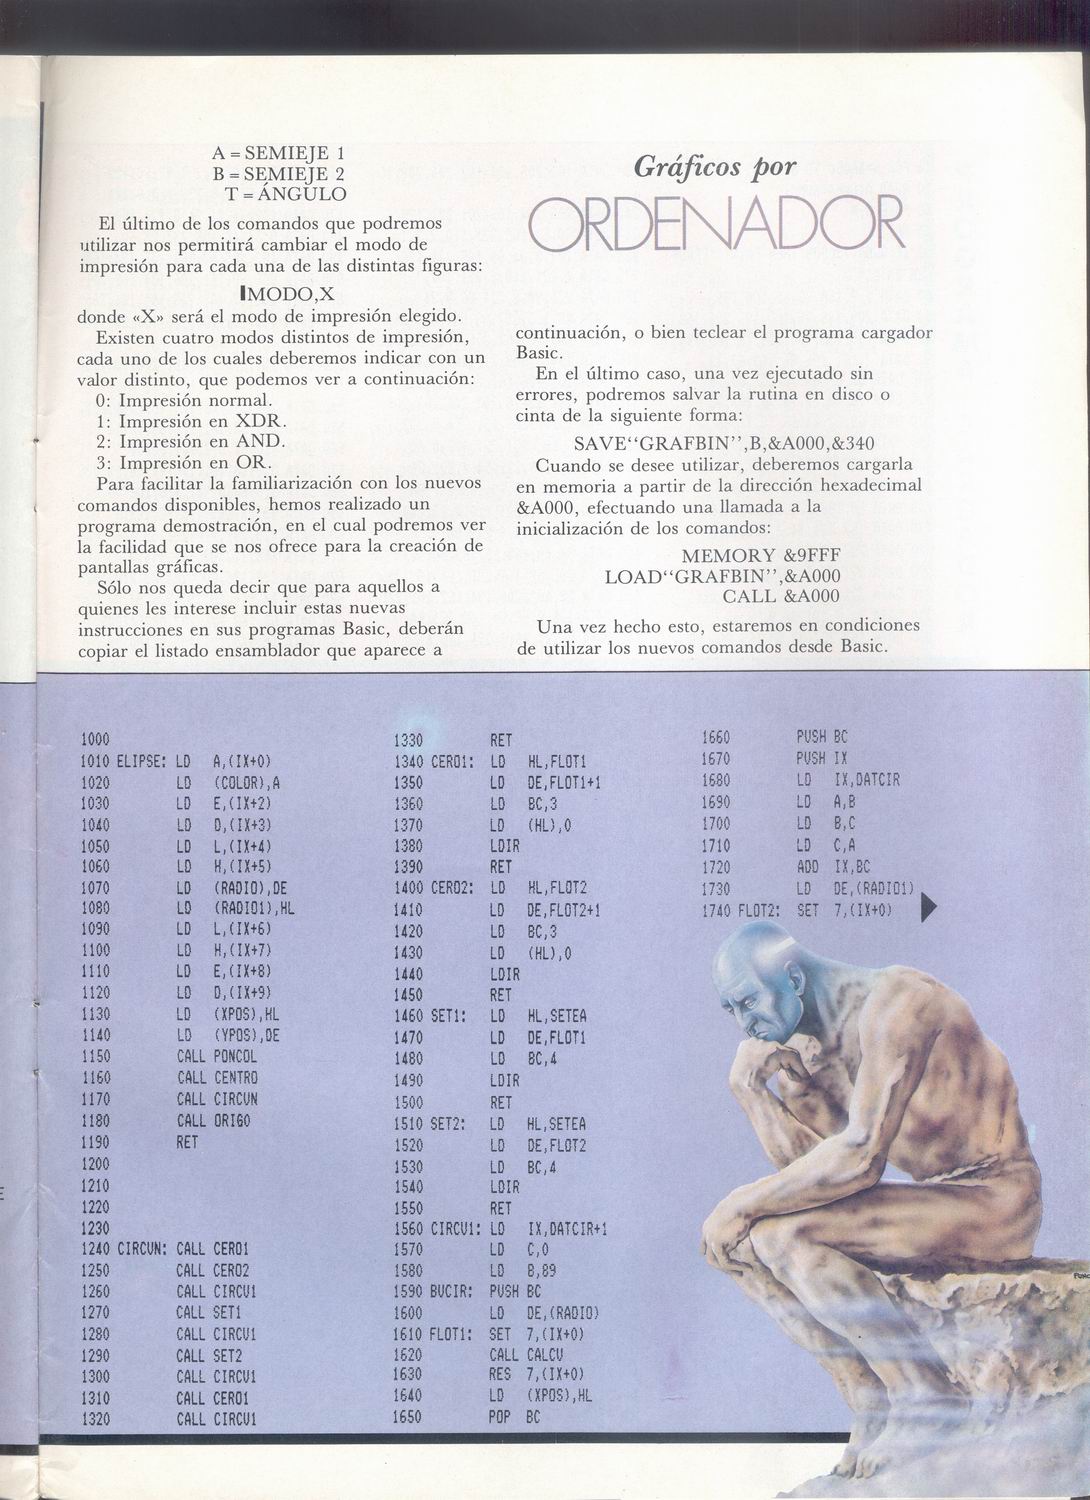 A = SEMIEJE 1
B = SEMIEJE 2
T = ÁNGULO
El último de los comandos que podremos
utilizar nos permitirá cambiar el modo de
impresión para cada una de las distintas figuras:
|MODO,X
donde «X» será el modo de impresión elegido.
Existen cuatro modos distintos de impresión,
cada uno de los cuales deberemos indicar con un
valor distinto, que podemos ver a continuación:
0: Impresión normal.
1: Impresión en XDR.
2: Impresión en AND.
3: Impresión en OR.
Para facilitar la familiarización con los nuevos
comandos disponibles, hemos realizado un
programa demostración, en el cual podremos ver
la facilidad que se nos ofrece para la creación de
pantallas gráficas.
Sólo nos queda decir que para aquellos a
quienes les interese incluir estas nuevas
instrucciones en sus programas Basic, deberán
copiar el listado ensamblador que aparece a
Gráficos por
ORDENADOR
continuación, o bien teclear el programa cargador
Basic.
En el último caso, una vez ejecutado sin
errores, podremos salvar la rutina en disco o
cinta de la siguiente forma:
SAVE“GRAFBIN”,B,&A000,&340
Cuando se desee utilizar, deberemos cargarla
en memoria a partir de la dirección hexadecimal
&A000, efectuando una llamada a la
inicialización de los comandos:
MEMORY &9FFF
LOAD“GRAFBIN”,&A000
CALL &A000
Una vez hecho esto, estaremos en condiciones
de utilizar los nuevos comandos desde Basic.
1000
1010 ELIPSE: LD A,(IX+0)
1020 LD (COLOR),A
1030 LD E,(IX+2)
1040 LD D,(IX+3)
1050 LD L,(IX+4)
1060 LD H,(IX+5)
1070 LD (RADIO),DE
1080 LD (RADIO1),HL
1090 LD L,(IX+6)
1100 LD H,(IX+7)
1110 LD E,(IX+8)
1120 LD D,(IX+9)
1130 LD (XPOS),HL
1140 LD (YPOS),DE
1150 CALL PONCOL
1160 CALL CENTRO
1170 CALL CIRCUN
1180 CALL ORIGO
1190 RET
1200
1210
1220
1230
1240 CIRCUN: CALL CERO1
1250 CALL CERO2
1260 CALL CIRCU1
1270 CALL SET1
1280 CALL CIRCU1
1290 CALL SET2
1300 CALL CIRCU1
1310 CALL CERO1
1320 CALL CIRCU1
1330 RET
1340 CERO1: LD HL,FLOT1
1350 LD DE,FLOT1+1
1360 LD BC,3
1370 LD (HL),0
1380 LDIR
1390 RET
1400 CERO2: LD HL,FLOT2
1410 LD DE,FLOT2+1
1420 LD BC,3
1430 LD (HL),0
1440 LDIR
1450 RET
1460 SET1: LD HL,SETEA
1470 LD DE,FLOT1
1480 LD BC,4
1490 LDIR
1500 RET
1510 SET2: LD HL,SETEA
1520 LD DE,FLOT2
1530 LD BC,4
1540 LDIR
1550 RET
1560 CIRCU1: LD IX,DATCIR+1
1570 LD C,0
1580 LD B,89
1590 BUCIR: PUSH BC
1600 LD DE,(RADIO)
1610 FLOT1: SET 7,(IX+0)
1620 CALL CALCU
1630 RES 7,(IX+0)
1640 LD (XPOS),HL
1650 POP BC
1660 PUSH BC
1670 PUSH IX
1680 LD IX,DATCIR
1690 LD A,B
1700 LD B,C
1710 LD C,A
1720 ADD IX,BC
1730 LD DE,(RADIO1)
1740 FLOT2: SET 7,(IX+0)